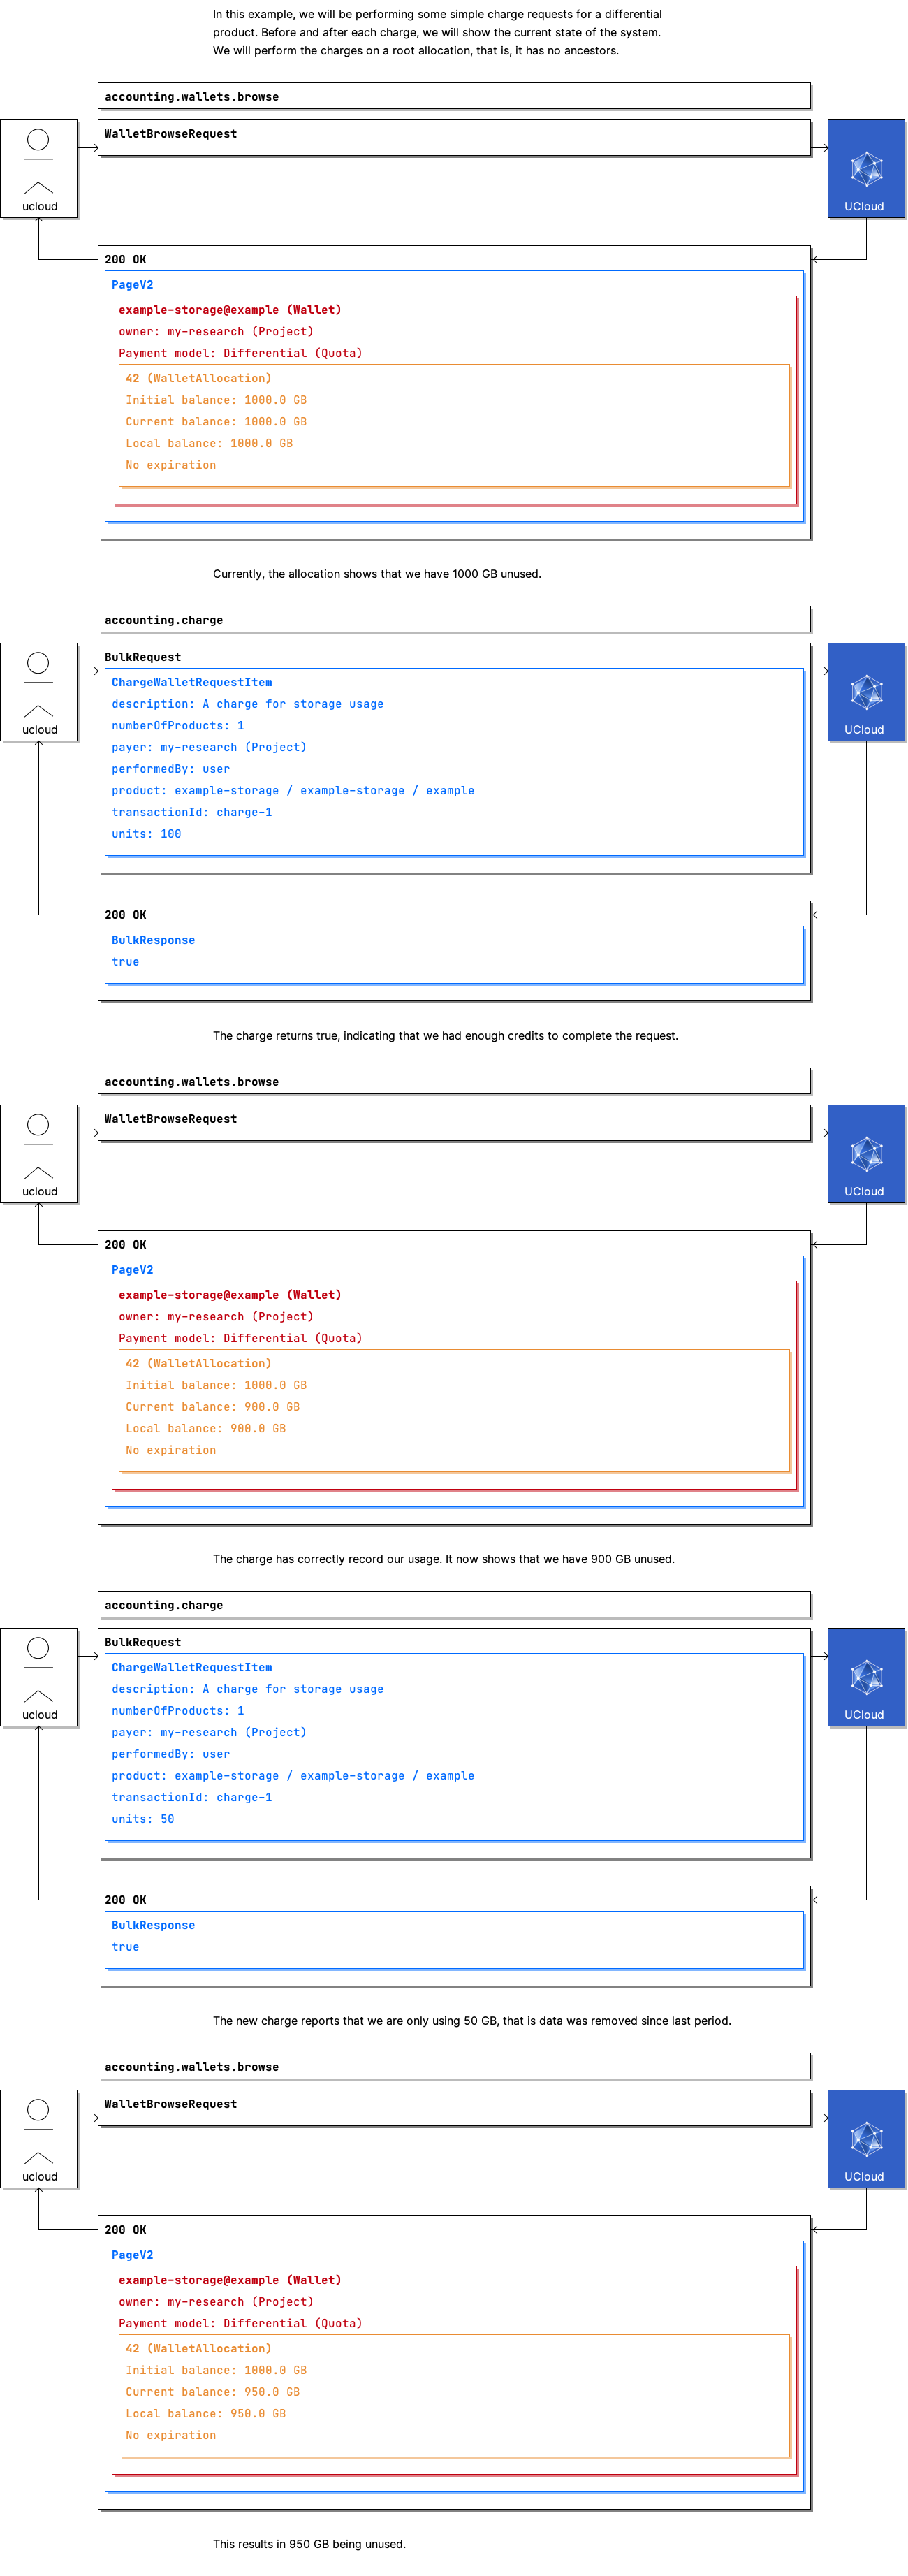 In this example, we will be performing some simple charge requests for a differential
product. Before and after each charge, we will show the current state of the system.
We will perform the charges on a root allocation, that is, it has no ancestors.
accounting.wallets.browse
WalletBrowseRequest
ucloud
UCloud
200 OK
PageV2
example-storage@example (Wallet)
owner: my-research (Project)
Payment model: Differential (Quota)
42 (WalletAllocation)
Initial balance: 1000.0 GB
Current balance: 1000.0 GB
Local balance: 1000.0 GB
No expiration
Currently, the allocation shows that we have 1000 GB unused.
accounting.charge
BulkRequest
ChargeWalletRequestItem
description: A charge for storage usage
numberOfProducts: 1
payer: my-research (Project)
performedBy: user
product: example-storage / example-storage / example
transactionId: charge-1
units: 100
ucloud
UCloud
200 OK
BulkResponse
true
The charge returns true, indicating that we had enough credits to complete the request.
accounting.wallets.browse
WalletBrowseRequest
ucloud
UCloud
200 OK
PageV2
example-storage@example (Wallet)
owner: my-research (Project)
Payment model: Differential (Quota)
42 (WalletAllocation)
Initial balance: 1000.0 GB
Current balance: 900.0 GB
Local balance: 900.0 GB
No expiration
The charge has correctly record our usage. It now shows that we have 900 GB unused.
accounting.charge
BulkRequest
ChargeWalletRequestItem
description: A charge for storage usage
numberOfProducts: 1
payer: my-research (Project)
performedBy: user
product: example-storage / example-storage / example
transactionId: charge-1
units: 50
ucloud
UCloud
200 OK
BulkResponse
true
The new charge reports that we are only using 50 GB, that is data was removed since last period.
accounting.wallets.browse
WalletBrowseRequest
ucloud
UCloud
200 OK
PageV2
example-storage@example (Wallet)
owner: my-research (Project)
Payment model: Differential (Quota)
42 (WalletAllocation)
Initial balance: 1000.0 GB
Current balance: 950.0 GB
Local balance: 950.0 GB
No expiration
This results in 950 GB being unused.